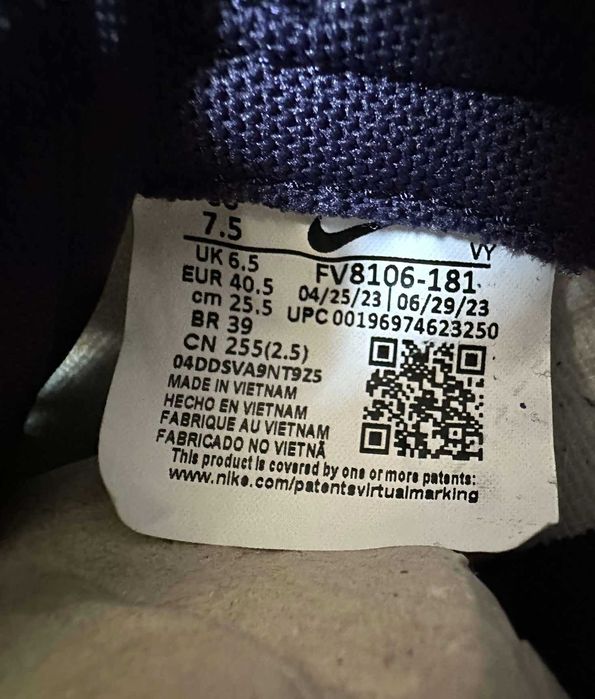 7.5
VY
UK 6.5
FV8106-181
EUR 40.5
04/25/23 | 06/29/23
cm 25.5
UPC 00196974623250
BR 39
CN 255(2.5)
04DDSVA9NT9Z5
MADE IN VIETNAM
HECHO EN VIETNAM
FABRIQUE AU VIETNAM
FABRICADO NO VIETNÃ
This product is covered by one or more patents:
www.nike.com/patentsvirtualmarking